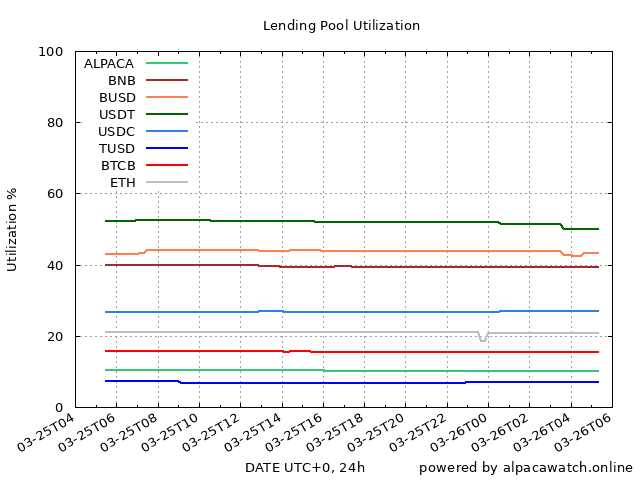 Lending Pool Utilization
100
80
60
40
20
0
Utilization %
ALPACA
BNB
BUSD
USDT
USDC
TUSD
BTCB
ETH
03-25T04
03-25T06
03-25T08
03-25T10
03-25T12
03-25T14
03-25T16
03-25T18
03-25T20
03-25T22
03-26T00
03-26T02
03-26T04
03-26T06
DATE UTC+0, 24h
powered by alpacawatch.online